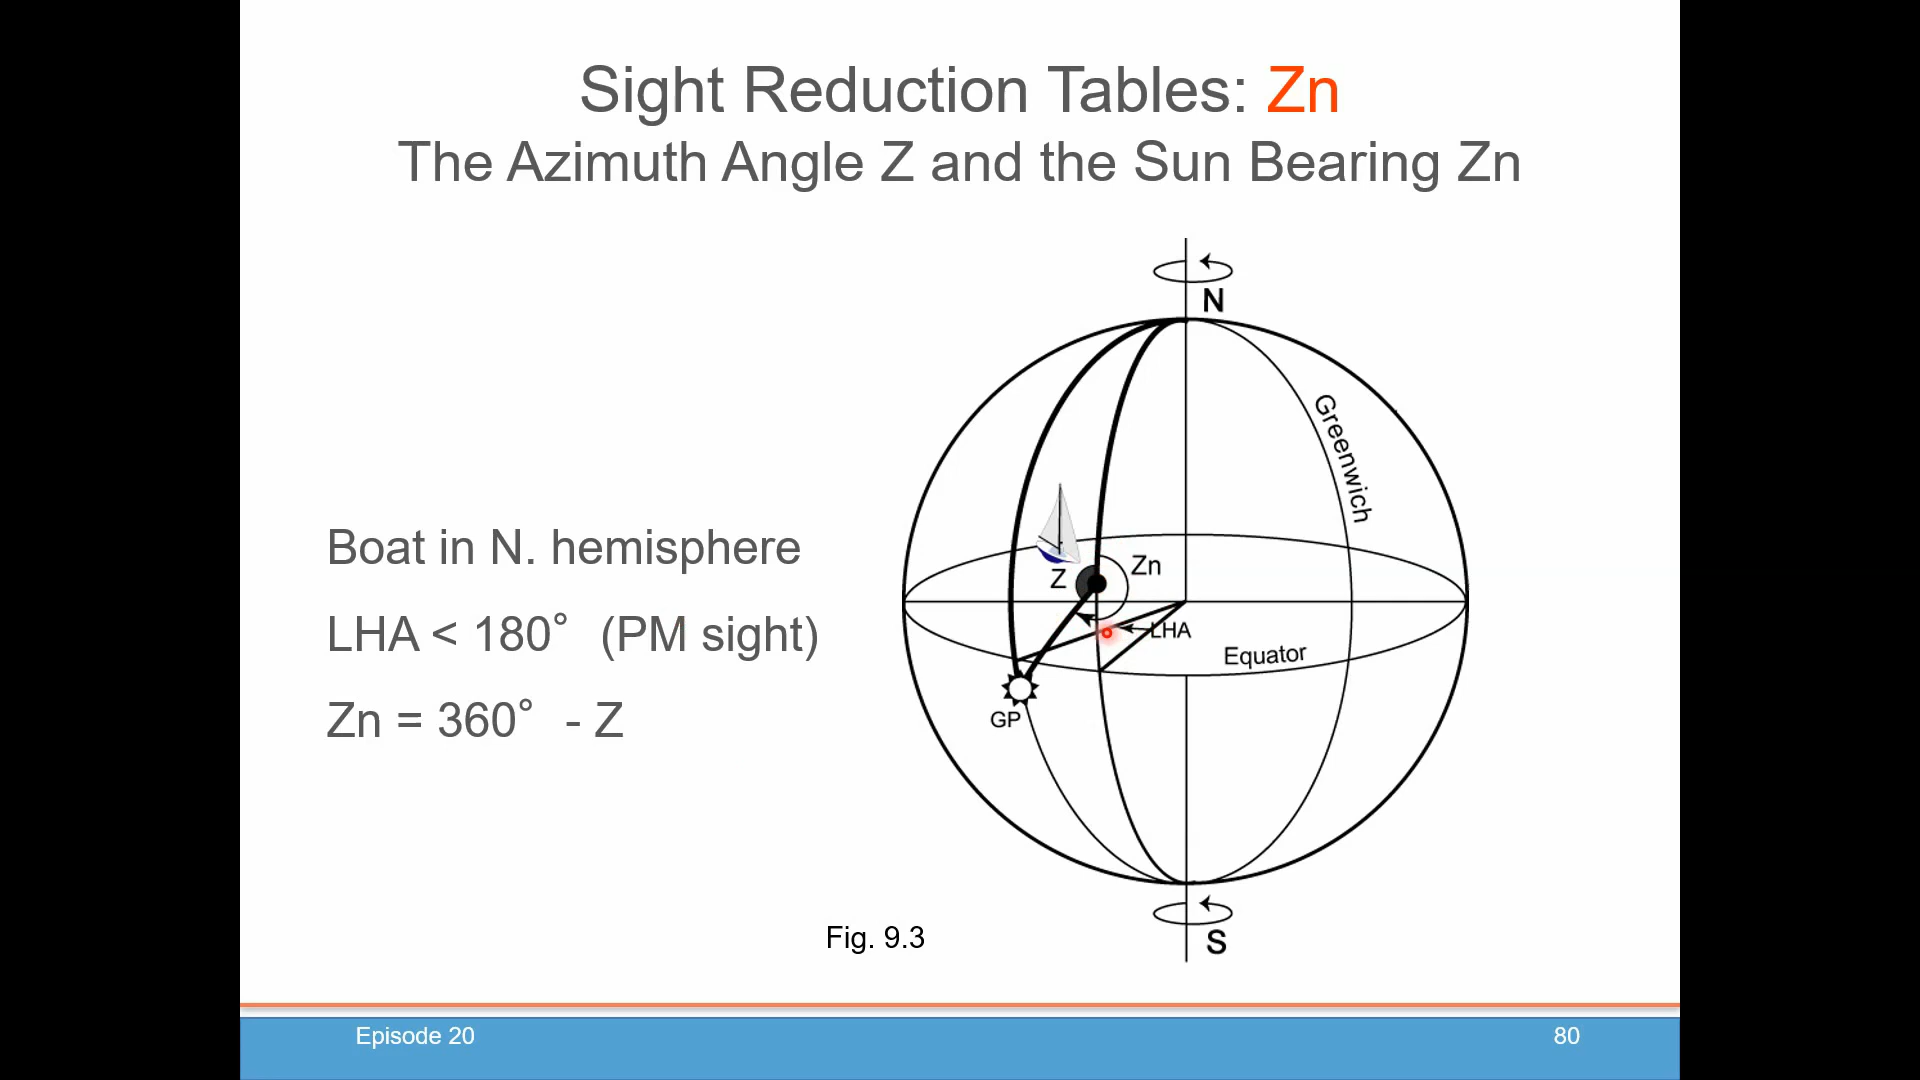 Sight Reduction Tables: Zn
The Azimuth Angle Z and the Sun Bearing Zn
N
Greenwich
Boat in N. hemisphere
Z
Zn
LHA < 180° (PM sight)
LHA
Equator
Zn = 360° - Z
GP
Fig. 9.3
S
Episode 20
80